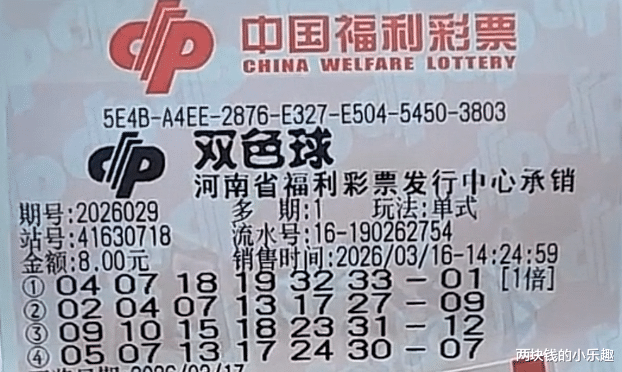 中国福利彩票
CHINA WELFARE LOTTERY
5E4B-A4EE-2876-E327-E504-5450-3803
双色球
河南省福利彩票发行中心承销
期号:2026029 多 期:1 玩法:单式
站号:41630718 流水号:16-190262754
金额:8.00元 销售时间:2026/03/16-14:24:59
① 04 07 18 19 32 33 - 01 [1倍]
② 02 04 07 13 17 27 - 09
③ 09 10 15 18 23 31 - 12
④ 05 07 13 17 24 30 - 07
两块钱的小乐趣